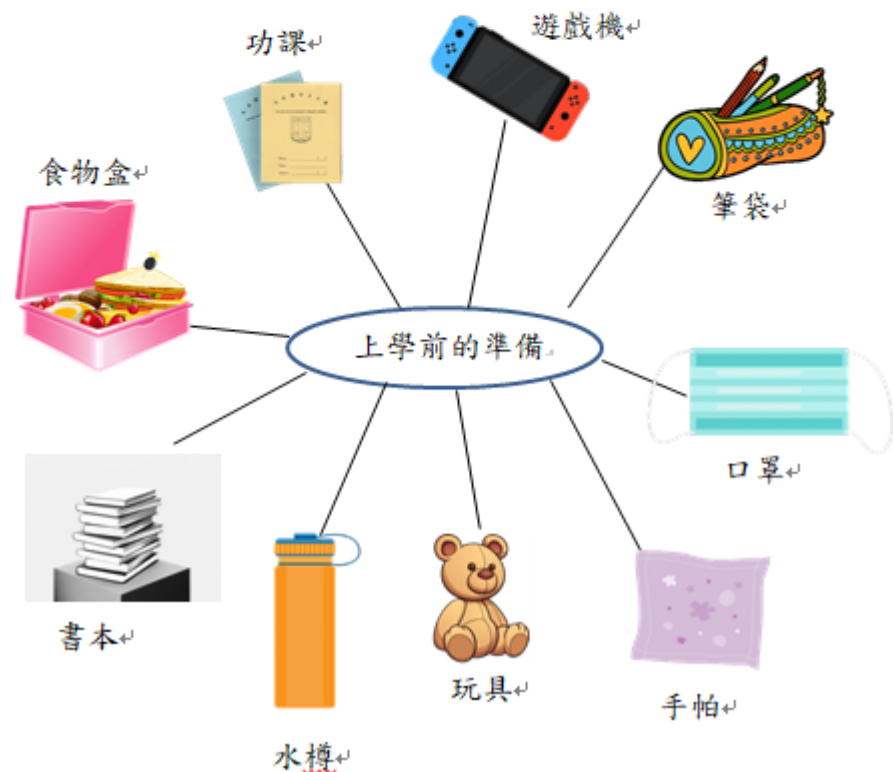 功課
遊戲機
筆袋
食物盒
上學前的準備
口罩
書本
玩具
手帕
水樽